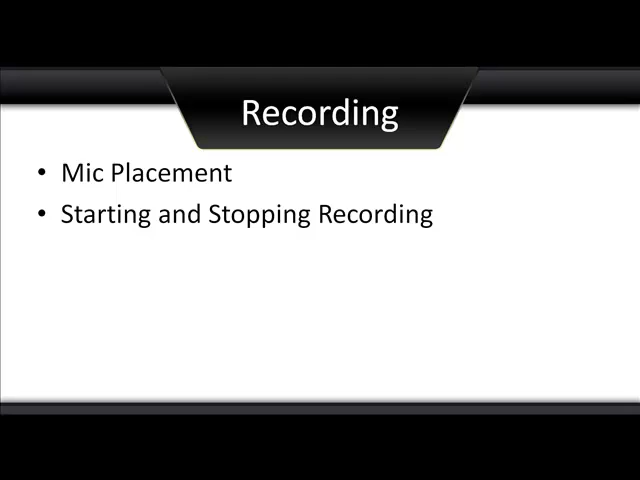 Recording
• Mic Placement
• Starting and Stopping Recording